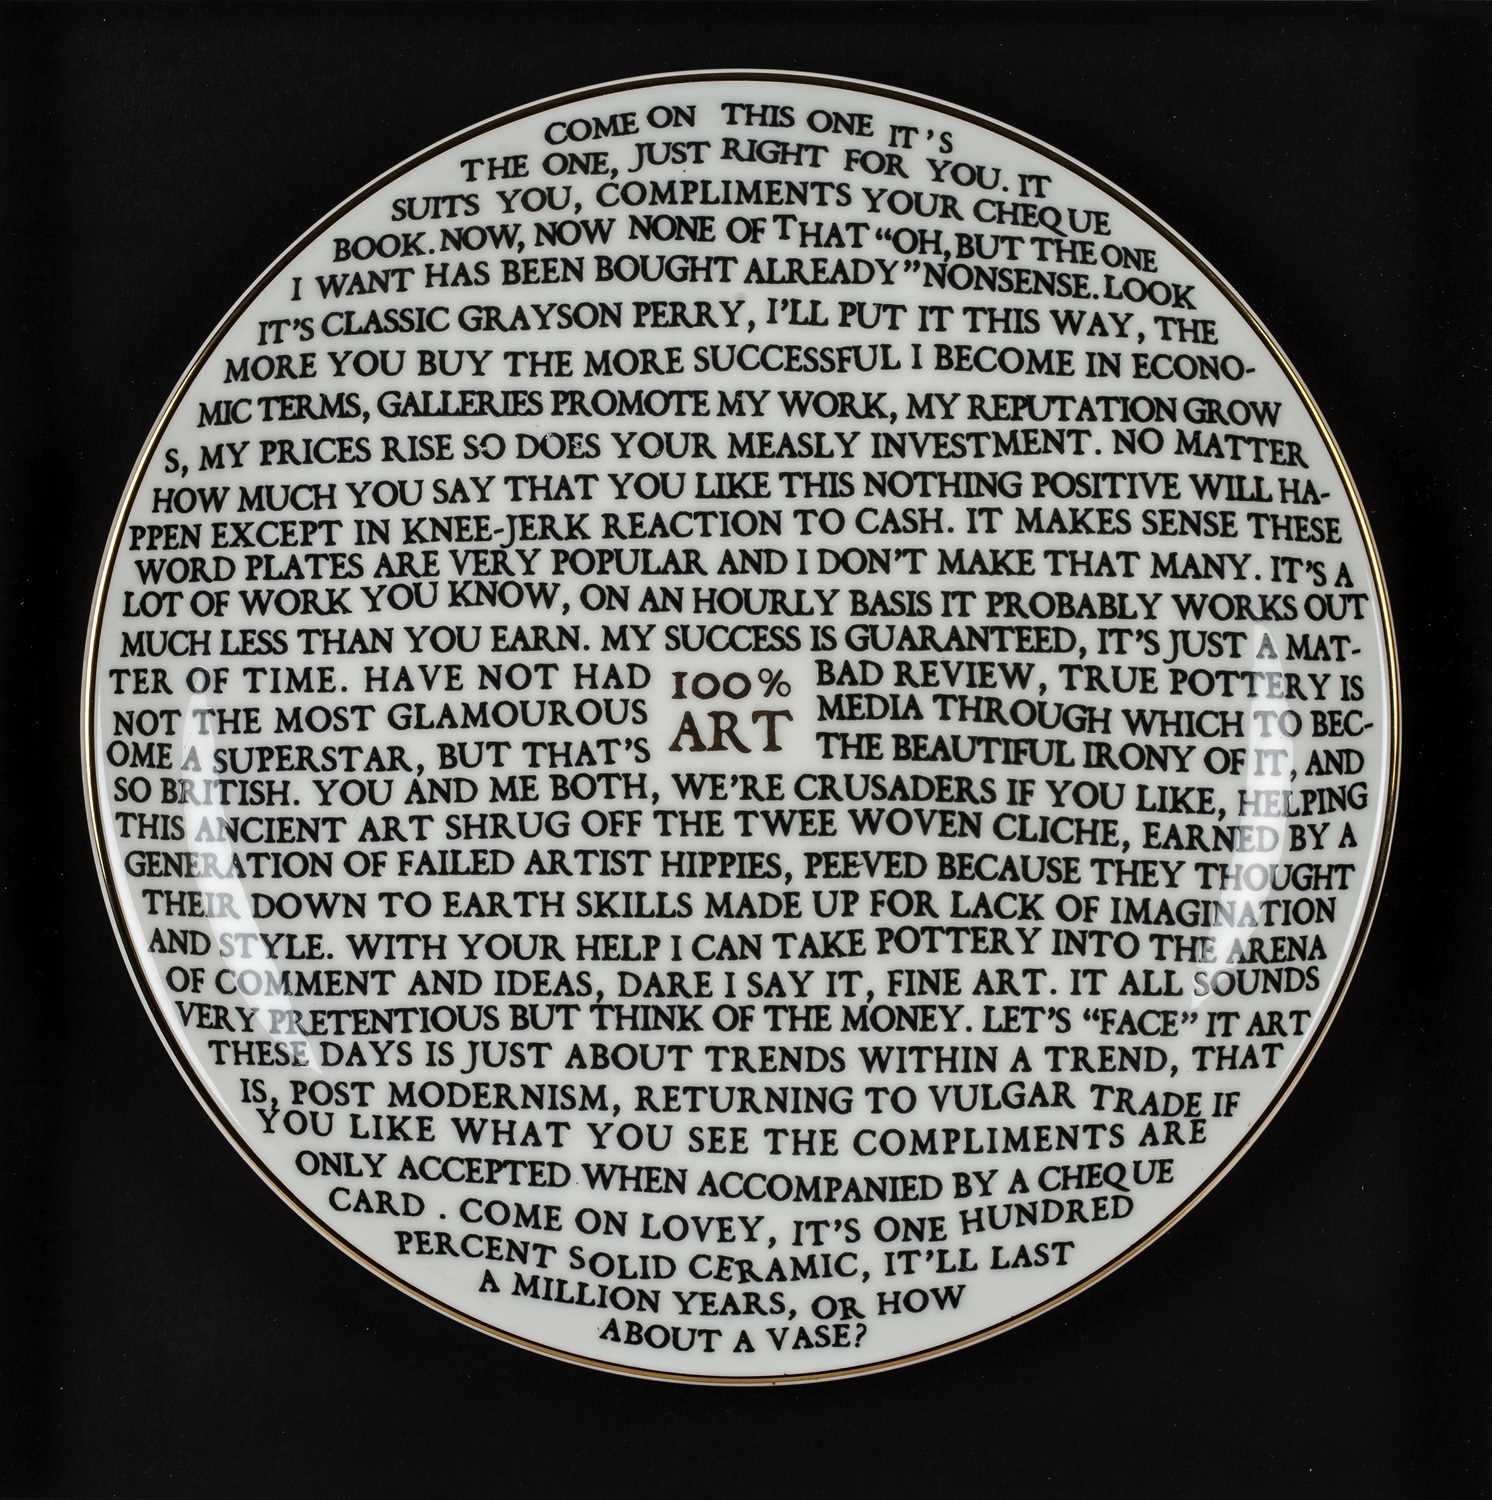 COME ON THIS ONE IT'S
THE ONE, JUST RIGHT FOR YOU. IT
SUITS YOU, COMPLIMENTS YOUR CHEQUE
BOOK. NOW, NOW NONE OF THAT “OH, BUT THE ONE
I WANT HAS BEEN BOUGHT ALREADY” NONSENSE. LOOK
IT'S CLASSIC GRAYSON PERRY, I'LL PUT IT THIS WAY, THE
MORE YOU BUY THE MORE SUCCESSFUL I BECOME IN ECONO-
MIC TERMS, GALLERIES PROMOTE MY WORK, MY REPUTATION GROW
S, MY PRICES RISE SO DOES YOUR MEASLY INVESTMENT. NO MATTER
HOW MUCH YOU SAY THAT YOU LIKE THIS NOTHING POSITIVE WILL HA-
PPEN EXCEPT IN KNEE-JERK REACTION TO CASH. IT MAKES SENSE THESE
WORD PLATES ARE VERY POPULAR AND I DON'T MAKE THAT MANY. IT'S A
LOT OF WORK YOU KNOW, ON AN HOURLY BASIS IT PROBABLY WORKS OUT
MUCH LESS THAN YOU EARN. MY SUCCESS IS GUARANTEED, IT'S JUST A MAT-
TER OF TIME. HAVE NOT HAD 100% BAD REVIEW, TRUE POTTERY IS
NOT THE MOST GLAMOUROUS ART MEDIA THROUGH WHICH TO BEC-
OME A SUPERSTAR, BUT THAT'S THE BEAUTIFUL IRONY OF IT, AND
SO BRITISH. YOU AND ME BOTH, WE'RE CRUSADERS IF YOU LIKE, HELPING
THIS ANCIENT ART SHRUG OFF THE TWEE WOVEN CLICHE, EARNED BY A
GENERATION OF FAILED ARTIST HIPPIES, PEEVED BECAUSE THEY THOUGHT
THEIR DOWN TO EARTH SKILLS MADE UP FOR LACK OF IMAGINATION
AND STYLE. WITH YOUR HELP I CAN TAKE POTTERY INTO THE ARENA
OF COMMENT AND IDEAS, DARE I SAY IT, FINE ART. IT ALL SOUNDS
VERY PRETENTIOUS BUT THINK OF THE MONEY. LET'S “FACE” IT ART
THESE DAYS IS JUST ABOUT TRENDS WITHIN A TREND, THAT
IS, POST MODERNISM, RETURNING TO VULGAR TRADE IF
YOU LIKE WHAT YOU SEE THE COMPLIMENTS ARE
ONLY ACCEPTED WHEN ACCOMPANIED BY A CHEQUE
CARD. COME ON LOVEY, IT'S ONE HUNDRED
PERCENT SOLID CERAMIC, IT'LL LAST
A MILLION YEARS, OR HOW
ABOUT A VASE?